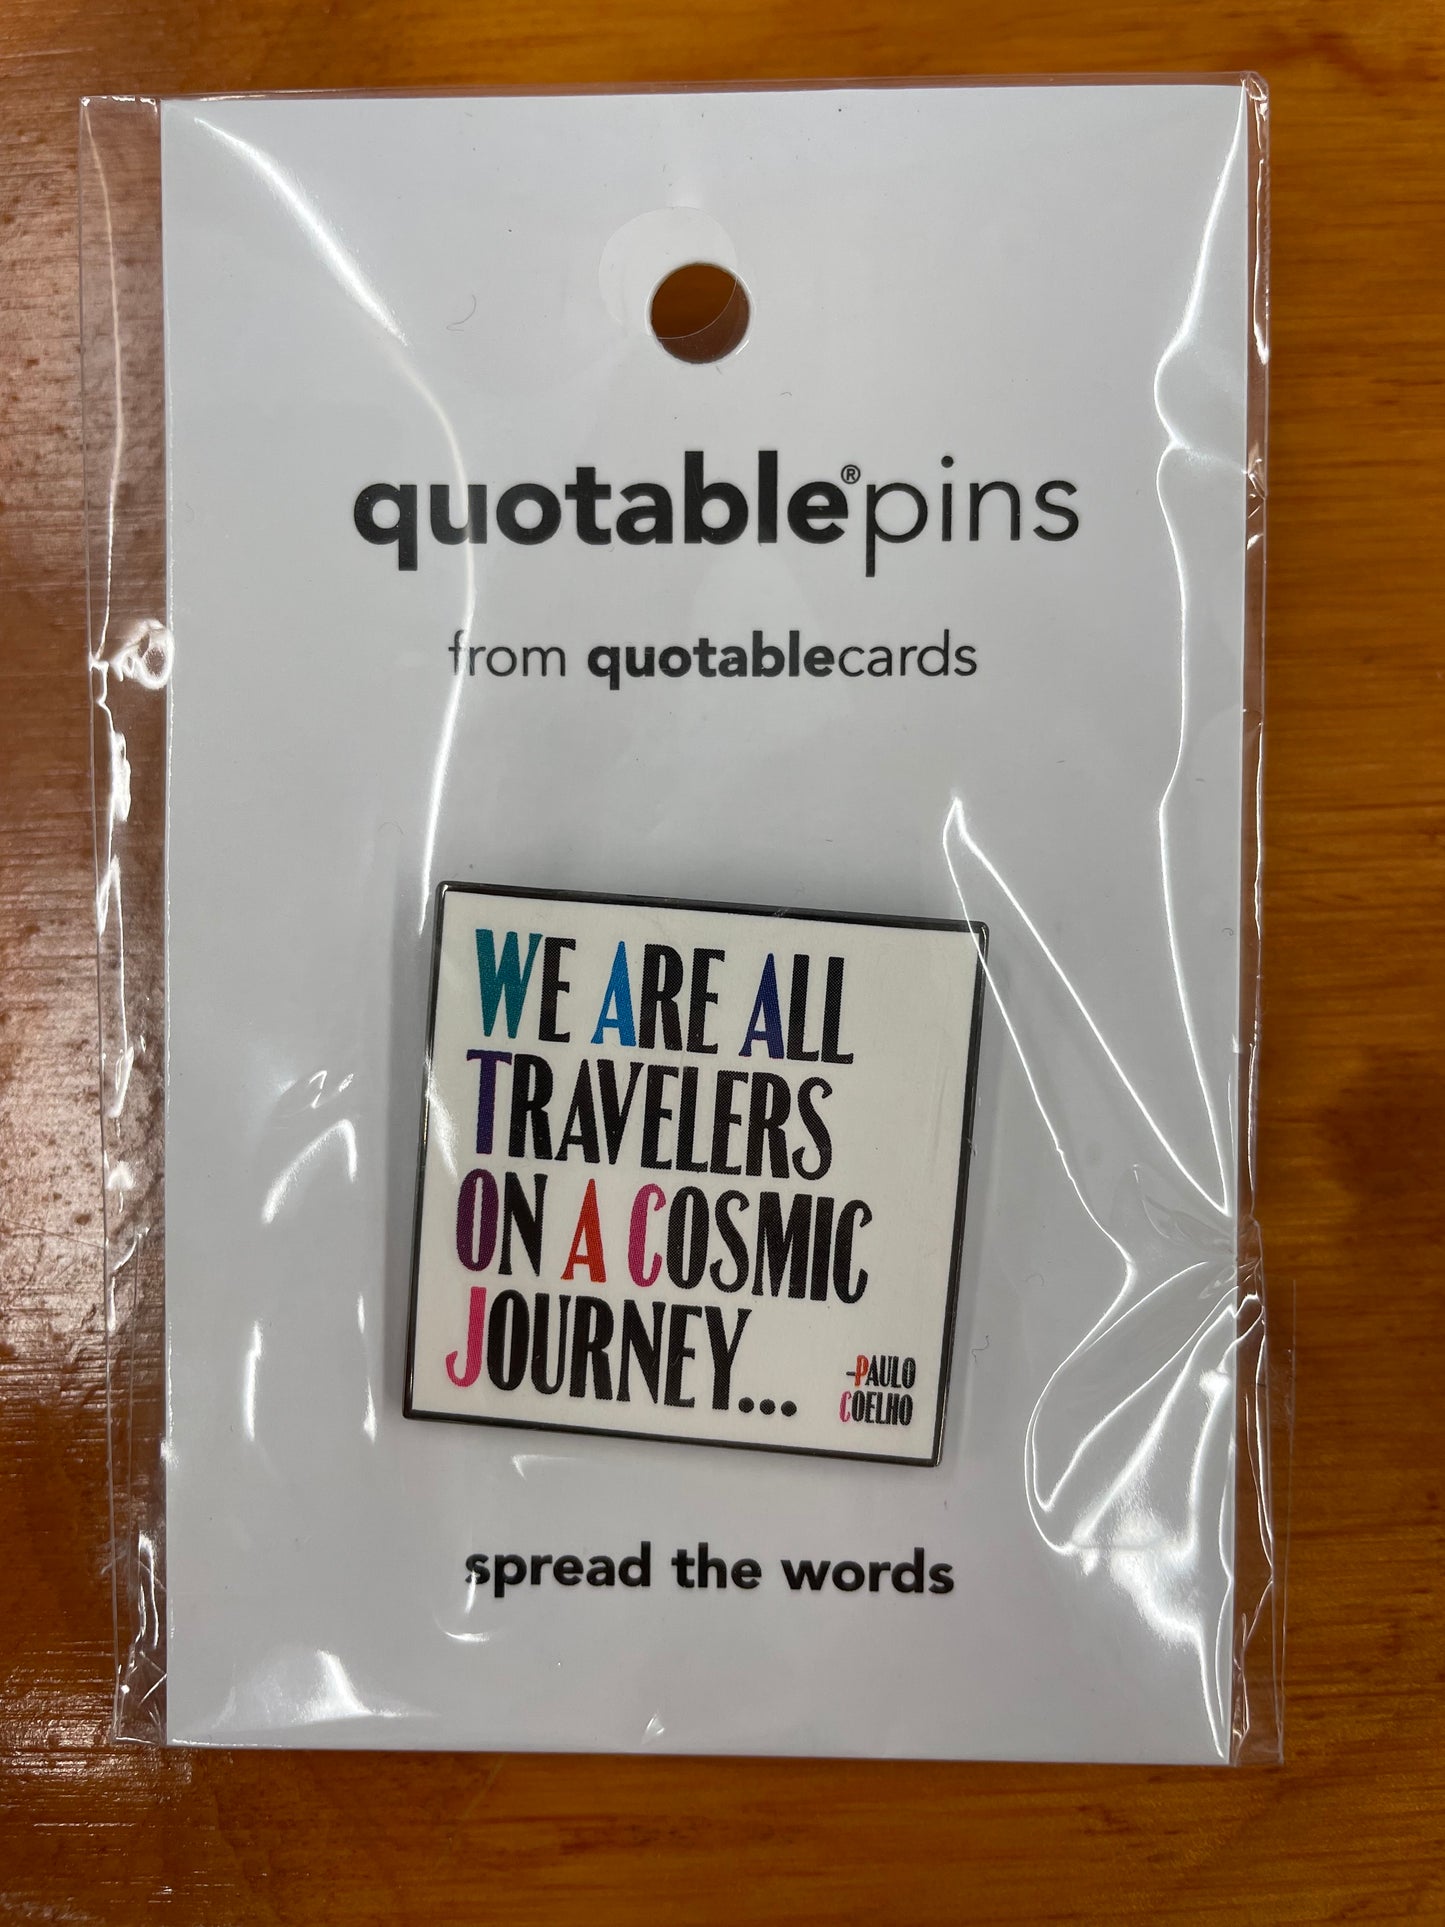 quotable®pins
from quotablecards
WE ARE ALL
TRAVELERS
ON A COSMIC
JOURNEY...
-PAULO
COELHO
spread the words